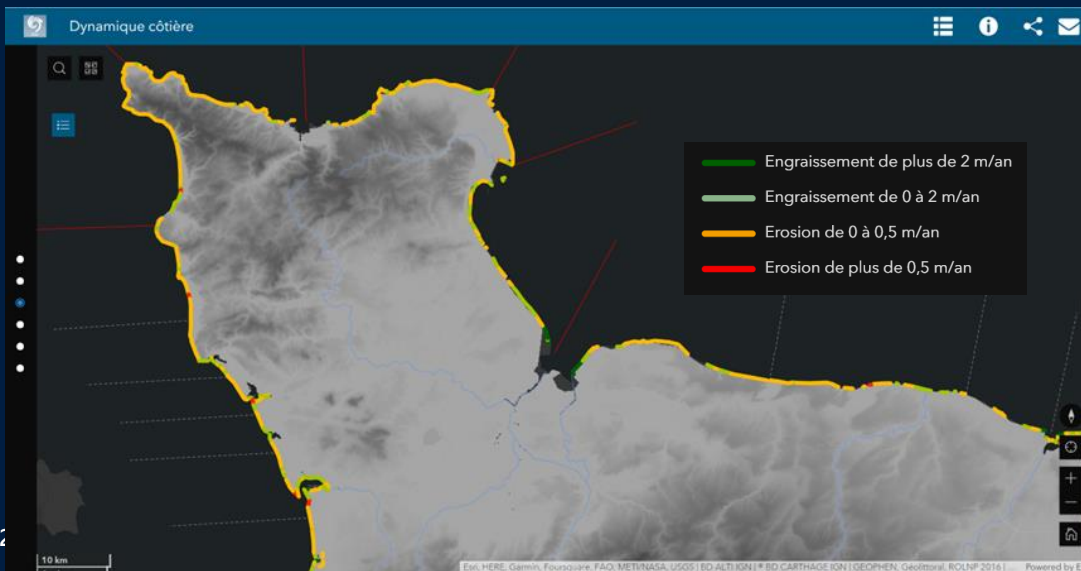 Dynamique côtière
Engraissement de plus de 2 m/an
Engraissement de 0 à 2 m/an
Erosion de 0 à 0,5 m/an
Erosion de plus de 0,5 m/an
2
10 km
Esri, HERE, Garmin, Foursquare, FAO, METI/NASA, USGS | BD ALTI IGN | ® BD CARTHAGE IGN | GEOPHEN, Géolittoral, ROLNP 2016 | ... Powered by E